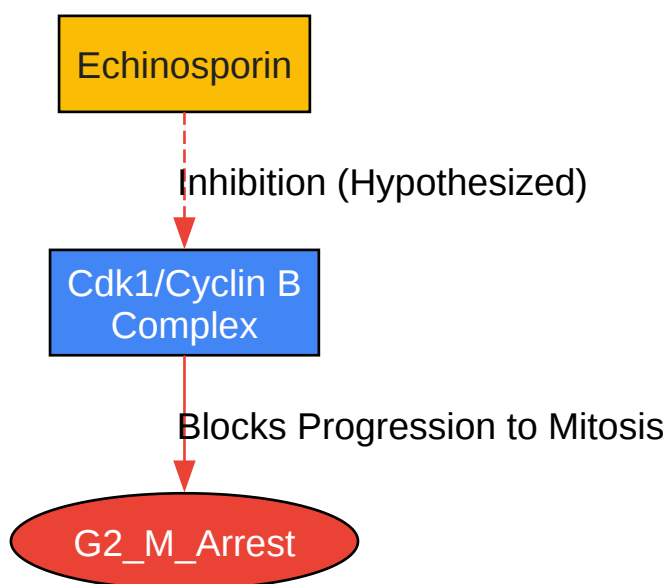 Echinosporin
Inhibition (Hypothesized)
Cdk1/Cyclin B
Complex
Blocks Progression to Mitosis
G2_M_Arrest